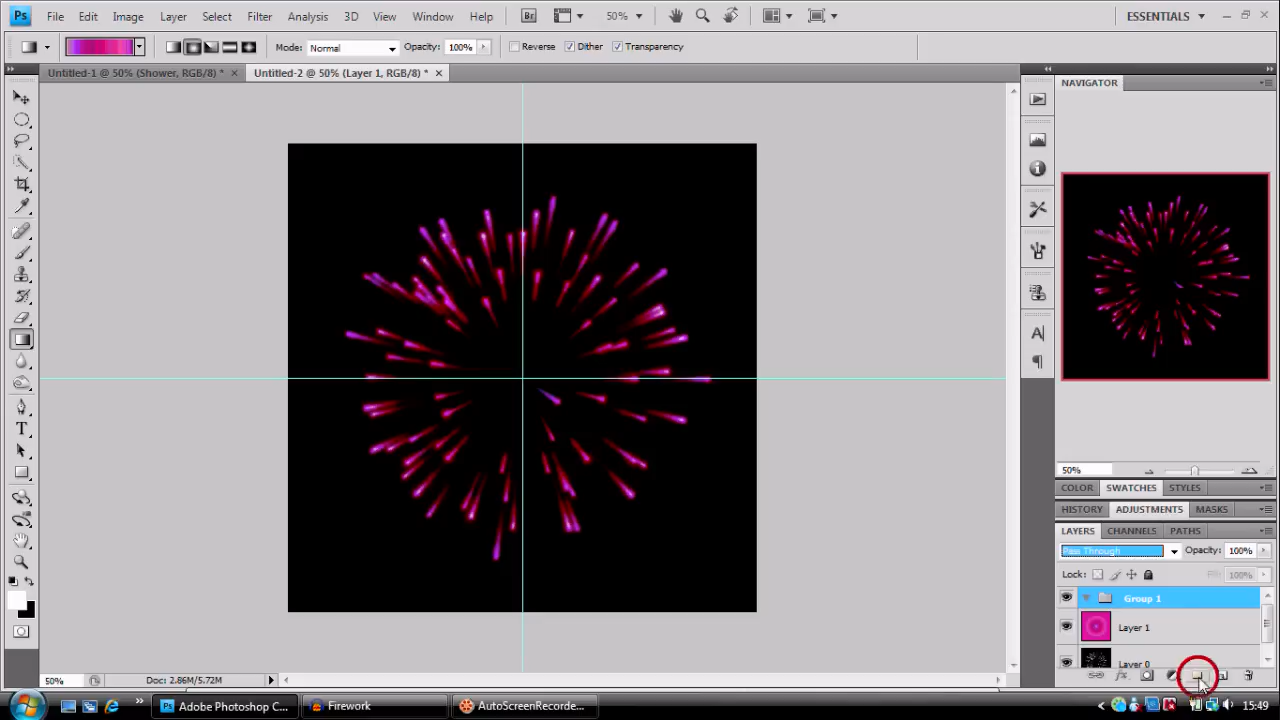 Ps File Edit Image Layer Select Filter Analysis 3D View Window Help Br 50% ESSENTIALS
Mode: Normal Opacity: 100% Reverse Dither Transparency
Untitled-1 @ 50% (Shower, RGB/8) * Untitled-2 @ 50% (Layer 1, RGB/8) *
NAVIGATOR
50%
COLOR SWATCHES STYLES
HISTORY ADJUSTMENTS MASKS
LAYERS CHANNELS PATHS
Pass Through Opacity: 100%
Lock: Fill: 100%
Group 1
Layer 1
Layer 0
50% Doc: 2.86M/5.72M
Adobe Photoshop C... Firework AutoScreenRecorde... 15:49